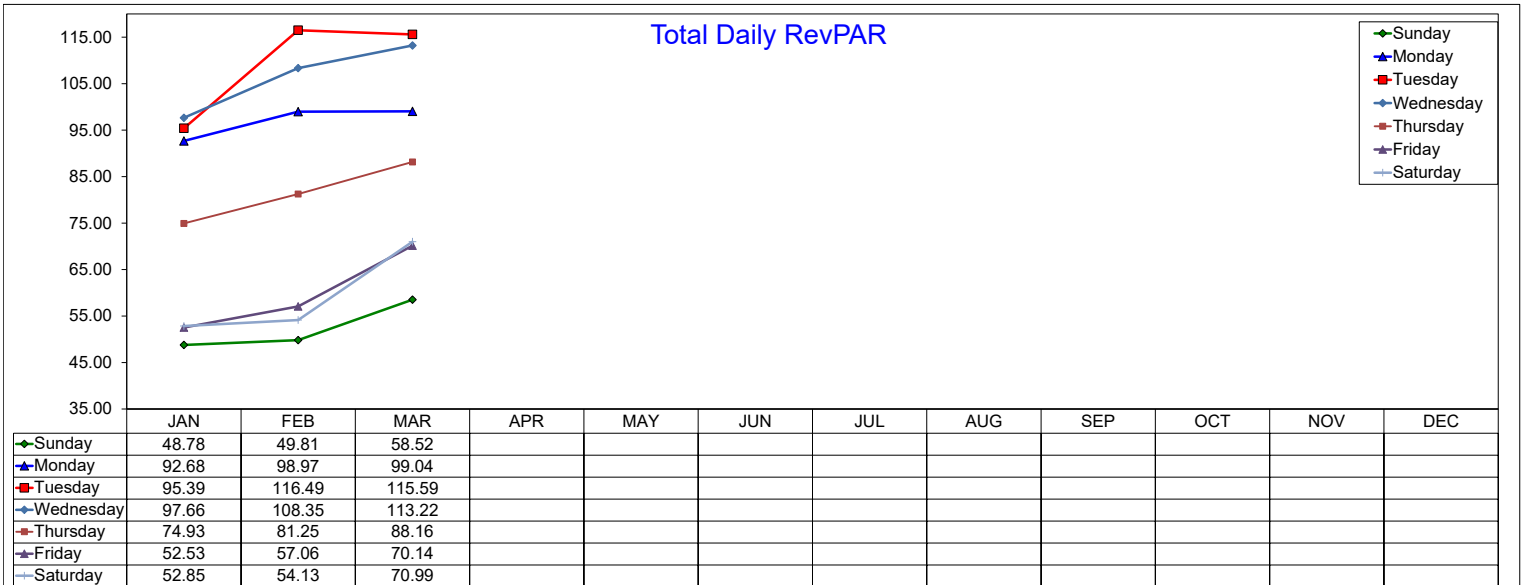 Total Daily RevPAR
115.00
105.00
95.00
85.00
75.00
65.00
55.00
45.00
35.00
Sunday
Monday
Tuesday
Wednesday
Thursday
Friday
Saturday
JAN FEB MAR APR MAY JUN JUL AUG SEP OCT NOV DEC
Sunday 48.78 49.81 58.52
Monday 92.68 98.97 99.04
Tuesday 95.39 116.49 115.59
Wednesday 97.66 108.35 113.22
Thursday 74.93 81.25 88.16
Friday 52.53 57.06 70.14
Saturday 52.85 54.13 70.99